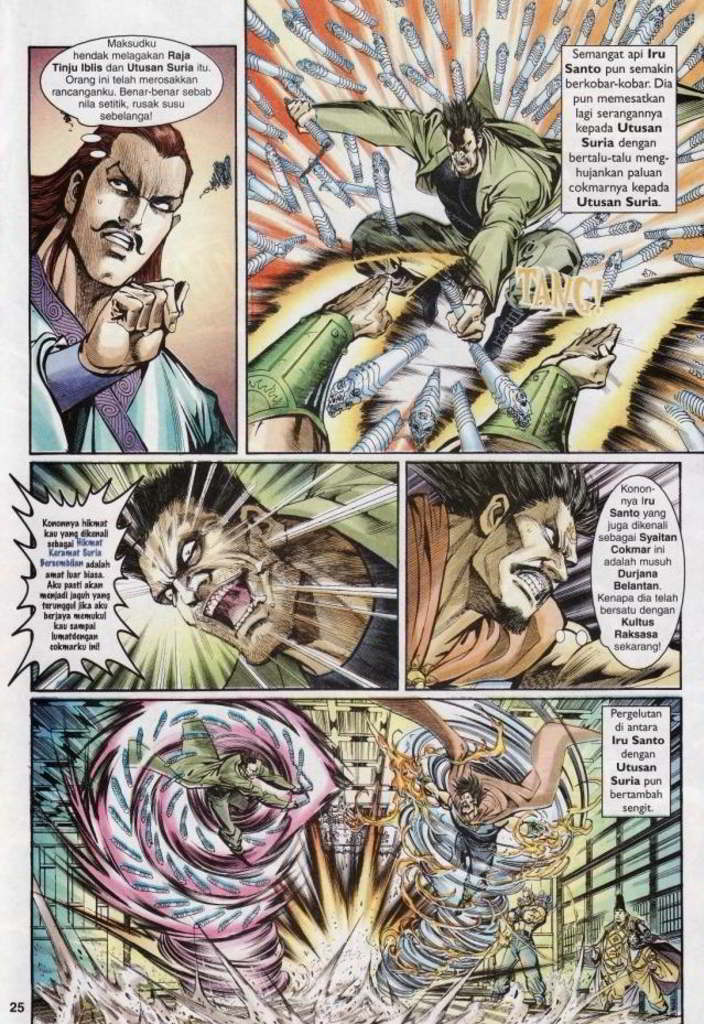 Maksudku
hendak melagakan Raja
Tinju Iblis dan Utusan Suria itu.
Orang ini telah merosakkan
rancanganku. Benar-benar sebab
nila setitik, rusak susu
sebelanga!
Semangat api Iru
Santo pun semakin
berkobar-kobar. Dia
pun memesatkan
lagi serangannya
kepada Utusan
Suria dengan
bertalu-talu meng-
hujankan paluan
cokmarnya kepada
Utusan Suria.
TANG!
Kononnya hikmat
kau yang dikenali
sebagai Hikmat
Keramat Suria
Bersembilan adalah
amat luar biasa.
Aku pasti akan
menjadi jaguh yang
terunggul jika aku
berjaya memukul
kau sampai
lumatdengan
cokmarku ini!
Konon-
nya Iru
Santo yang
juga dikenali
sebagai Syaitan
Cokmar ini
adalah musuh
Durjana
Belantan.
Kenapa dia telah
bersatu dengan
Kultus
Raksasa
sekarang!
Pergelutan
di antara
Iru Santo
dengan
Utusan
Suria pun
bertambah
sengit.
25